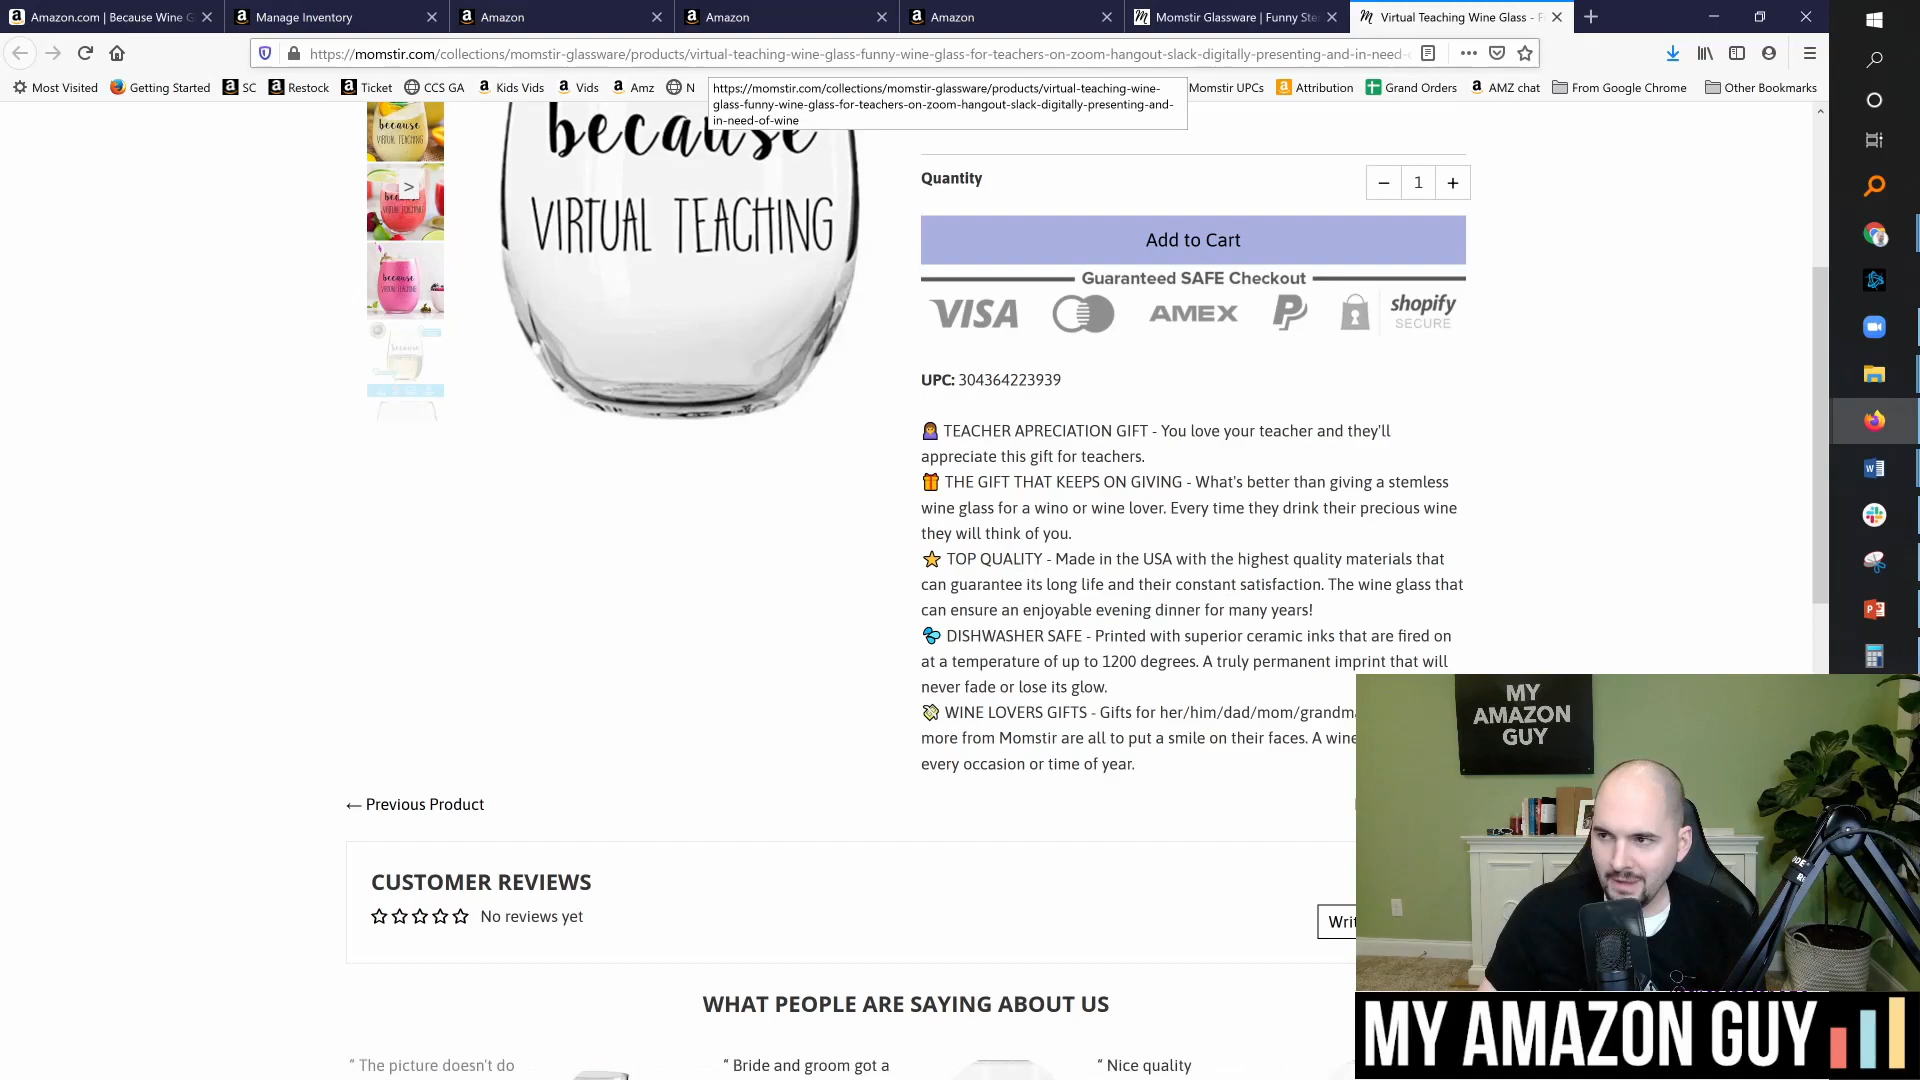 Amazon.com | Because Wine G
Manage Inventory
Amazon
Amazon
Amazon
Momstir Glassware | Funny Ste
Virtual Teaching Wine Glass - F
https://momstir.com/collections/momstir-glassware/products/virtual-teaching-wine-glass-funny-wine-glass-for-teachers-on-zoom-hangout-slack-digitally-presenting-and-in-need-
Most Visited
Getting Started
SC
Restock
Ticket
CCS GA
Kids Vids
Vids
Amz
N
Momstir UPCs
Attribution
Grand Orders
AMZ chat
From Google Chrome
Other Bookmarks
https://momstir.com/collections/momstir-glassware/products/virtual-teaching-wine-
glass-funny-wine-glass-for-teachers-on-zoom-hangout-slack-digitally-presenting-and-
in-need-of-wine
because
VIRTUAL TEACHING
because
VIRTUAL TEACHING
because
VIRTUAL TEACHING
Quantity
− 1 +
Add to Cart
Guaranteed SAFE Checkout
VISA
AMEX
shopify
SECURE
UPC: 304364223939
🙍 TEACHER APRECIATION GIFT - You love your teacher and they'll
appreciate this gift for teachers.
🎁 THE GIFT THAT KEEPS ON GIVING - What's better than giving a stemless
wine glass for a wino or wine lover. Every time they drink their precious wine
they will think of you.
⭐ TOP QUALITY - Made in the USA with the highest quality materials that
can guarantee its long life and their constant satisfaction. The wine glass that
can ensure an enjoyable evening dinner for many years!
💦 DISHWASHER SAFE - Printed with superior ceramic inks that are fired on
at a temperature of up to 1200 degrees. A truly permanent imprint that will
never fade or lose its glow.
💸 WINE LOVERS GIFTS - Gifts for her/him/dad/mom/grandma
more from Momstir are all to put a smile on their faces. A wine
every occasion or time of year.
← Previous Product
CUSTOMER REVIEWS
No reviews yet
Writ
WHAT PEOPLE ARE SAYING ABOUT US
“ The picture doesn't do
“ Bride and groom got a
“ Nice quality
MY
AMAZON
GUY
MY AMAZON GUY